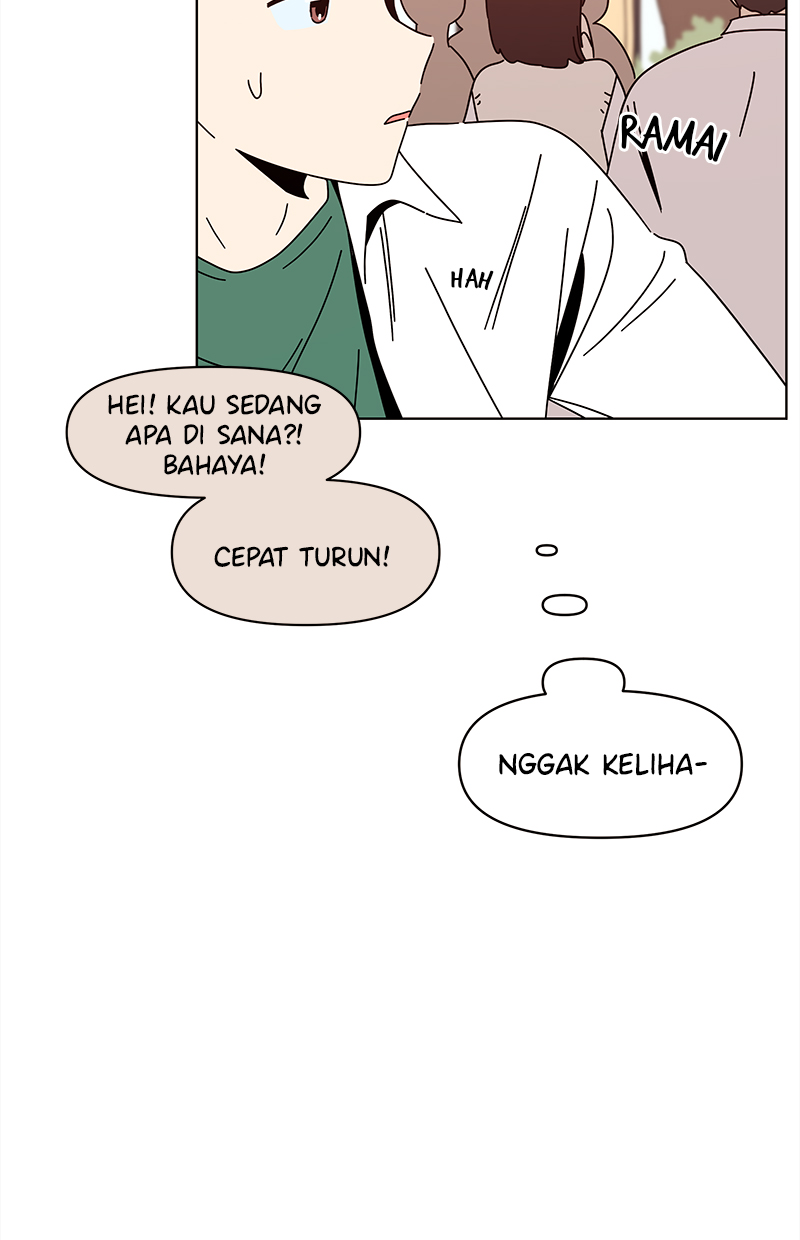 RAMAI
HAH
HEI! KAU SEDANG
APA DI SANA?!
BAHAYA!
CEPAT TURUN!
NGGAK KELIHA-